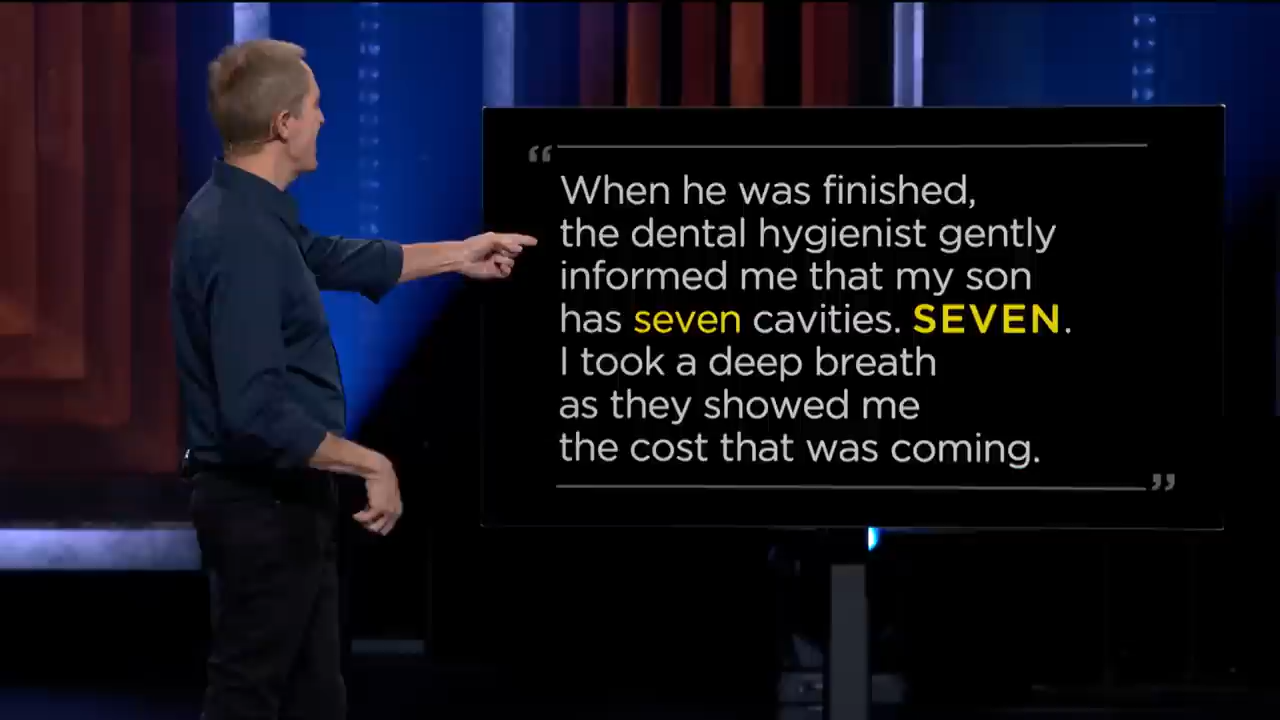 “
When he was finished,
the dental hygienist gently
informed me that my son
has seven cavities. SEVEN.
I took a deep breath
as they showed me
the cost that was coming.
”